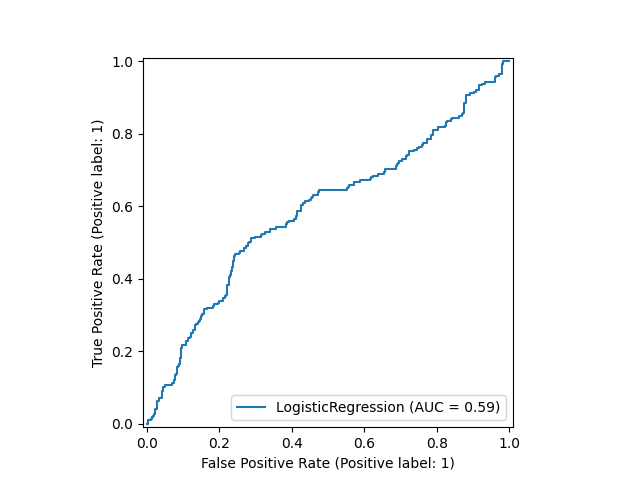 1.0
0.8
0.6
0.4
0.2
0.0
True Positive Rate (Positive label: 1)
LogisticRegression (AUC = 0.59)
0.0 0.2 0.4 0.6 0.8 1.0
False Positive Rate (Positive label: 1)